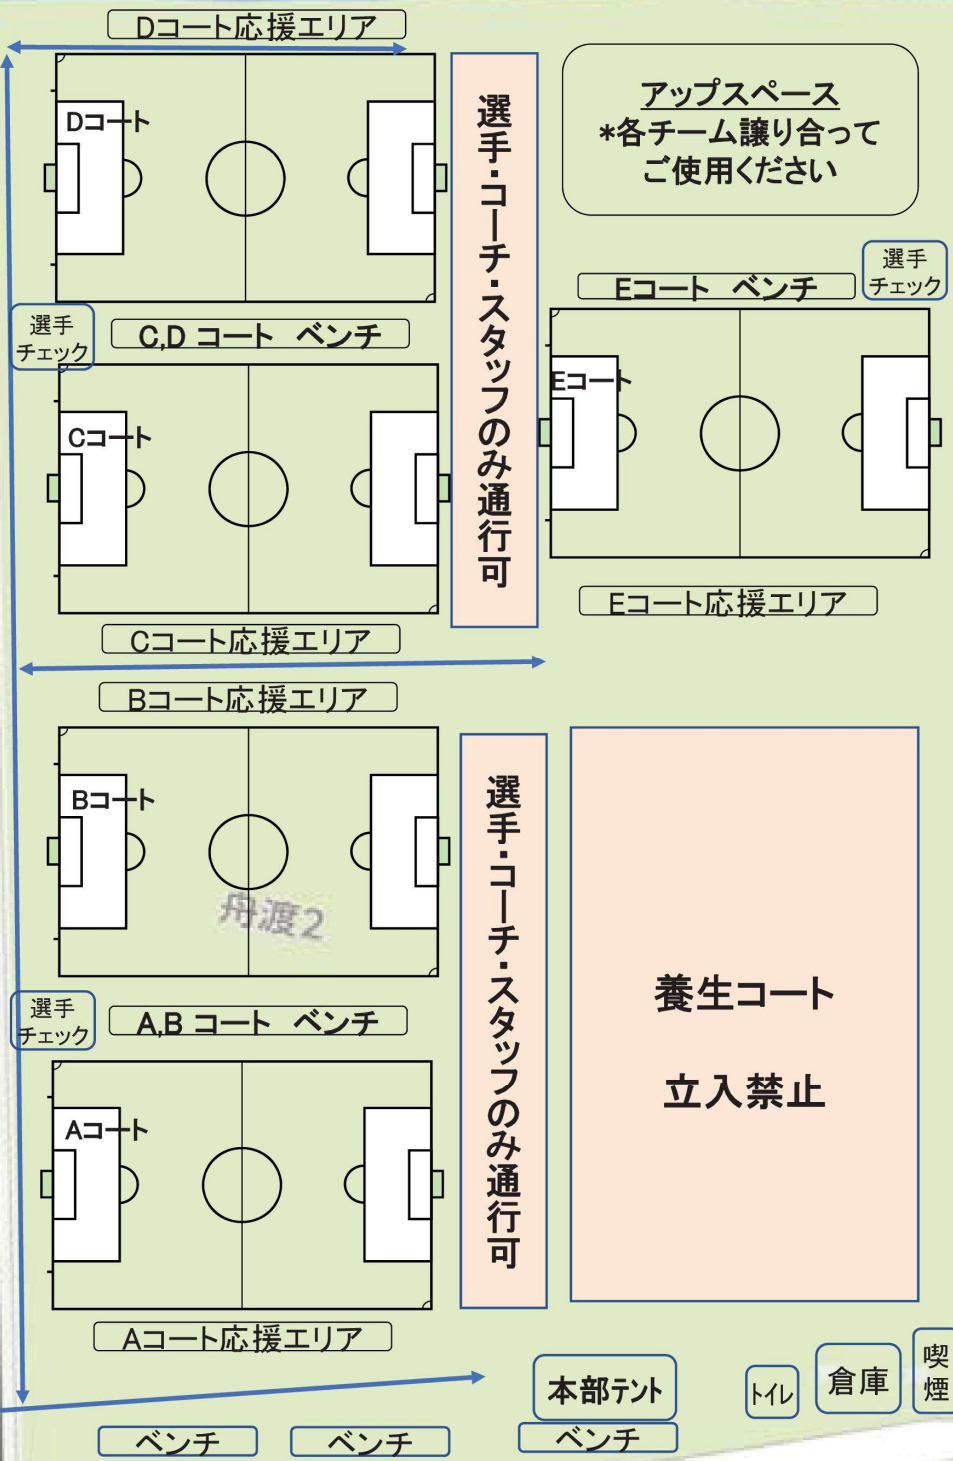 Dコート応援エリア
Dコート
選手・コーチ・スタッフのみ通行可
アップスペース
*各チーム譲り合って
ご使用ください
選手
チェック
Eコート ベンチ
選手
チェック
C,D コート ベンチ
Eコート
Cコート
Eコート応援エリア
Cコート応援エリア
Bコート応援エリア
Bコート
選手・コーチ・スタッフのみ通行可
舟渡2
養生コート
立入禁止
選手
チェック
A,B コート ベンチ
Aコート
Aコート応援エリア
本部テント
トイレ
倉庫
喫
煙
ベンチ
ベンチ
ベンチ